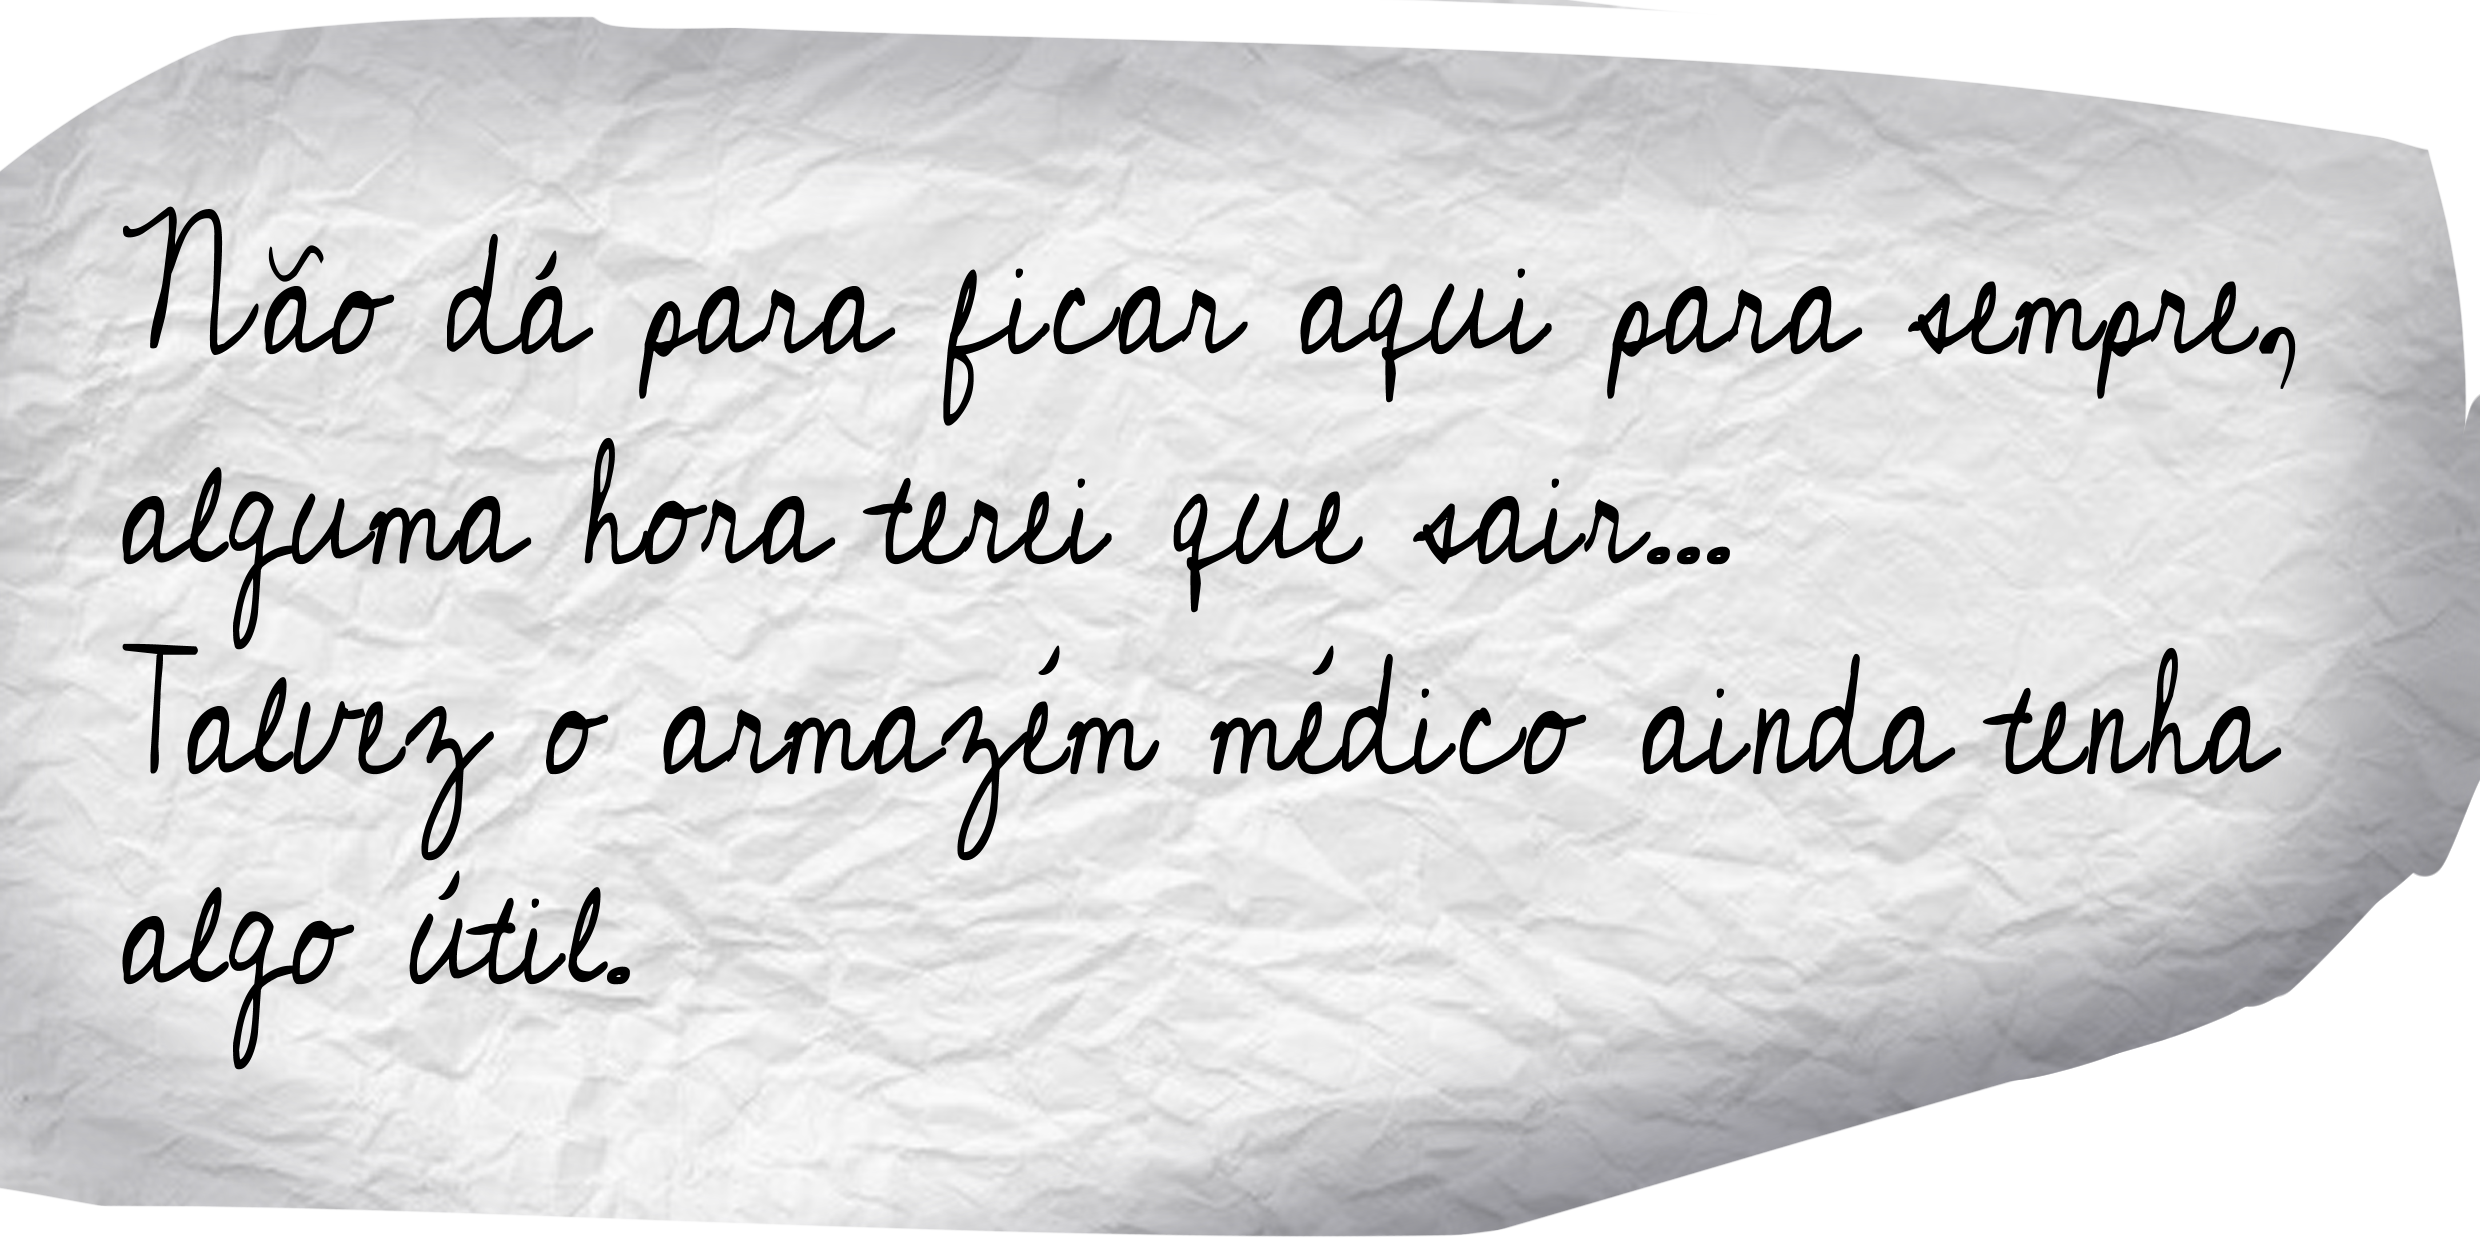 Não dá para ficar aqui para sempre,
alguma hora terei que sair...
Talvez o armazém médico ainda tenha
algo útil.